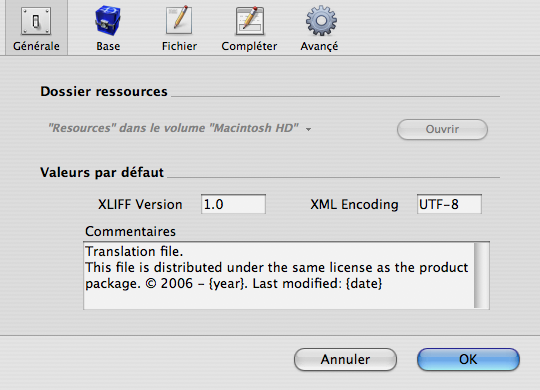 Générale Base Fichier Compléter Avançé
Dossier ressources
"Resources" dans le volume "Macintosh HD"
Ouvrir
Valeurs par défaut
XLIFF Version 1.0 XML Encoding UTF-8
Commentaires
Translation file.
This file is distributed under the same license as the product
package. © 2006 - {year}. Last modified: {date}
Annuler OK